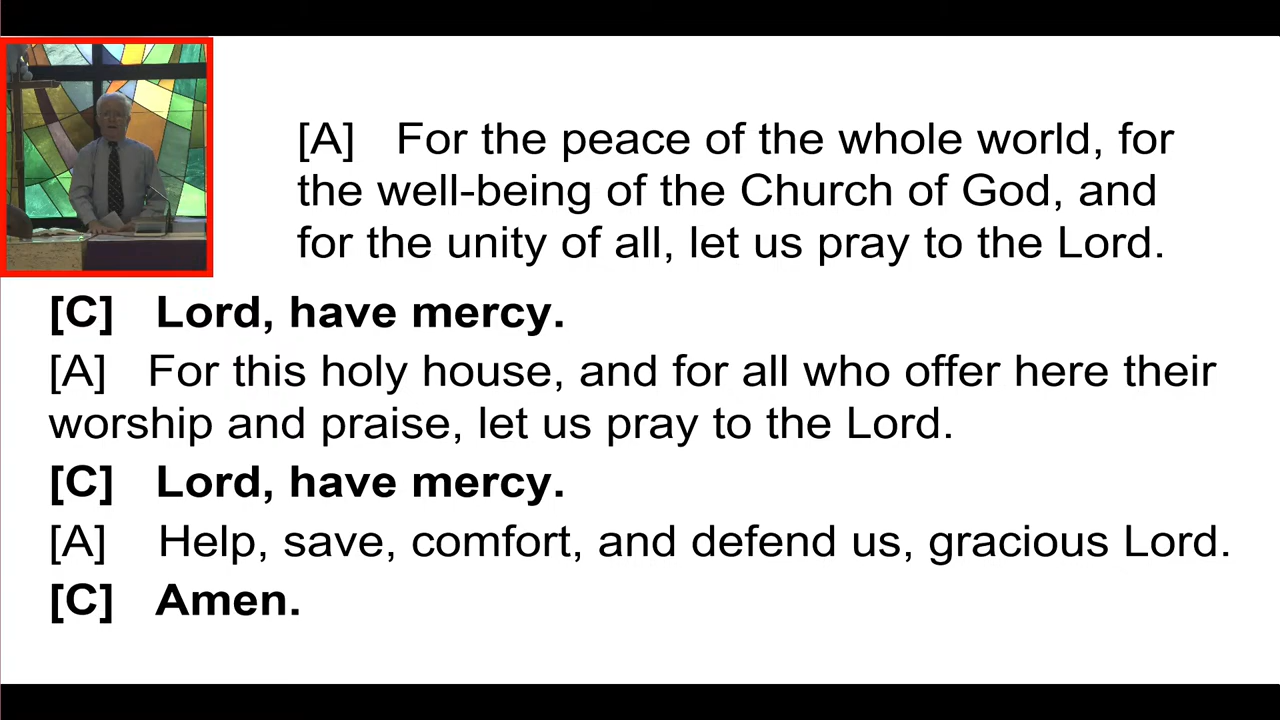 [A] For the peace of the whole world, for
the well-being of the Church of God, and
for the unity of all, let us pray to the Lord.
[C] Lord, have mercy.
[A] For this holy house, and for all who offer here their
worship and praise, let us pray to the Lord.
[C] Lord, have mercy.
[A] Help, save, comfort, and defend us, gracious Lord.
[C] Amen.